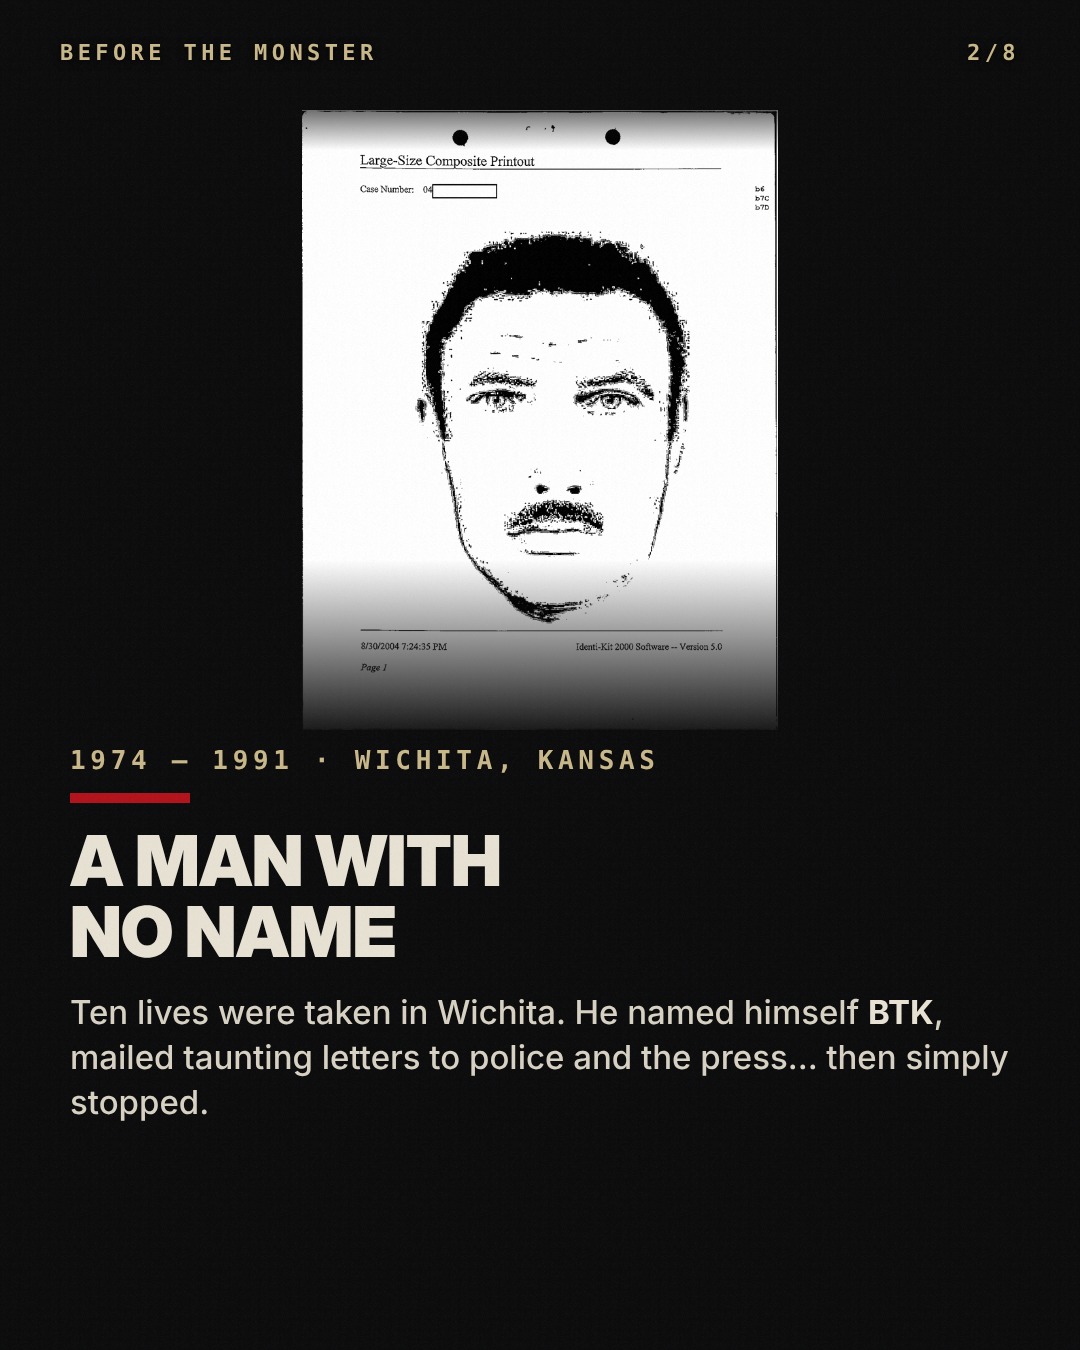 BEFORE THE MONSTER
2/8
Large-Size Composite Printout
Case Number: 04
b6
b7C
b7D
8/30/2004 7:24:35 PM
Identi-Kit 2000 Software -- Version 5.0
Page 1
1974 — 1991 · WICHITA, KANSAS
A MAN WITH
NO NAME
Ten lives were taken in Wichita. He named himself BTK,
mailed taunting letters to police and the press... then simply
stopped.